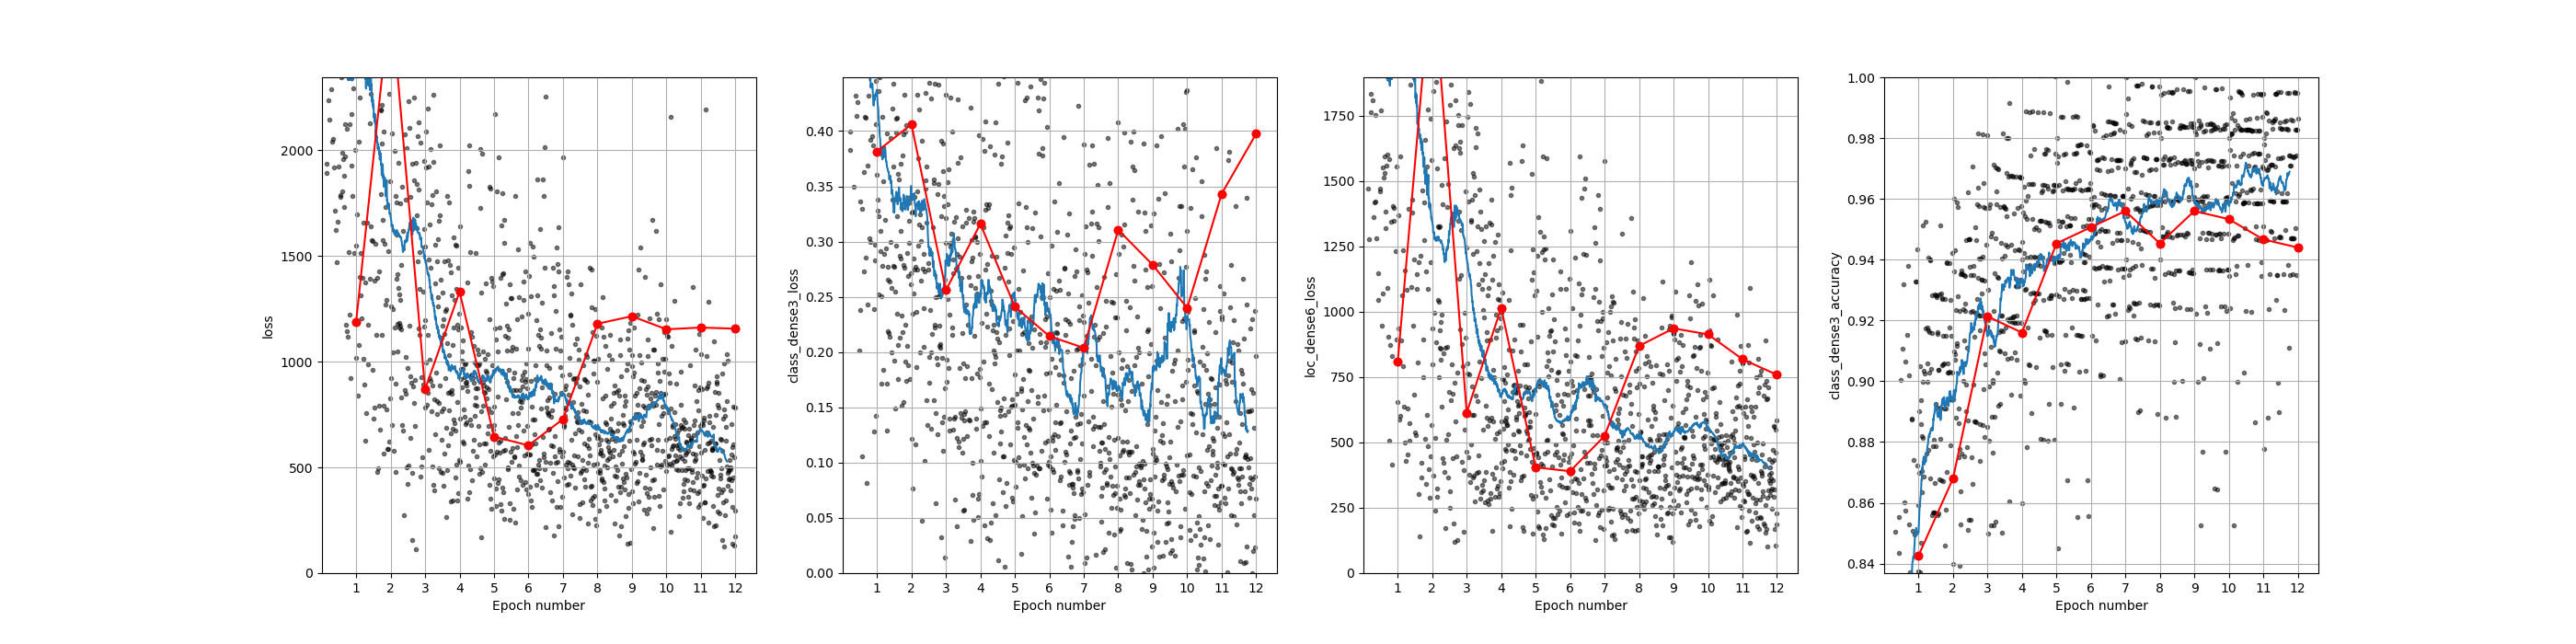 loss
2000
1500
1000
500
0
1 2 3 4 5 6 7 8 9 10 11 12
Epoch number
class_dense3_loss
0.40
0.35
0.30
0.25
0.20
0.15
0.10
0.05
0.00
1 2 3 4 5 6 7 8 9 10 11 12
Epoch number
loc_dense6_loss
1750
1500
1250
1000
750
500
250
0
1 2 3 4 5 6 7 8 9 10 11 12
Epoch number
class_dense3_accuracy
1.00
0.98
0.96
0.94
0.92
0.90
0.88
0.86
0.84
1 2 3 4 5 6 7 8 9 10 11 12
Epoch number